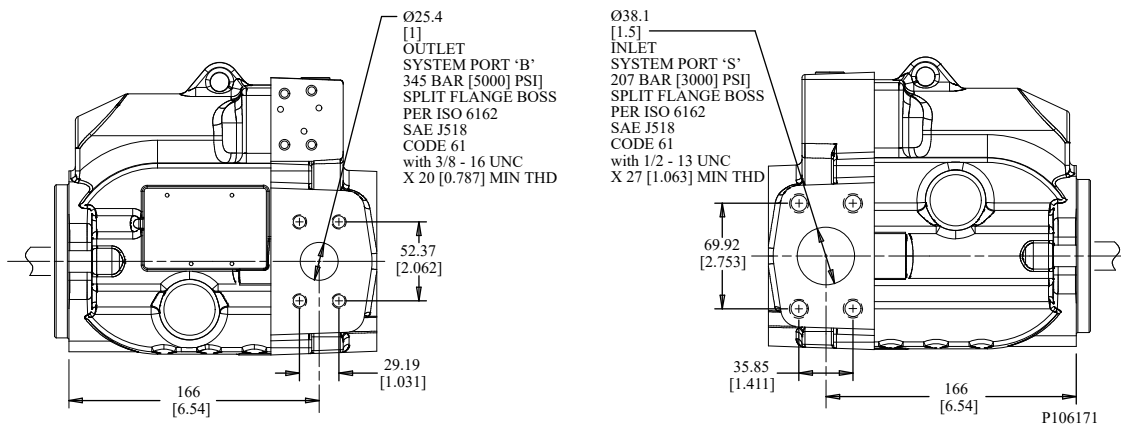 Ø25.4
[1]
OUTLET
SYSTEM PORT ‘B’
345 BAR [5000] PSI]
SPLIT FLANGE BOSS
PER ISO 6162
SAE J518
CODE 61
with 3/8 - 16 UNC
X 20 [0.787] MIN THD
52.37
[2.062]
29.19
[1.031]
166
[6.54]
Ø38.1
[1.5]
INLET
SYSTEM PORT ‘S’
207 BAR [3000] PSI]
SPLIT FLANGE BOSS
PER ISO 6162
SAE J518
CODE 61
with 1/2 - 13 UNC
X 27 [1.063] MIN THD
69.92
[2.753]
35.85
[1.411]
166
[6.54]
P106171